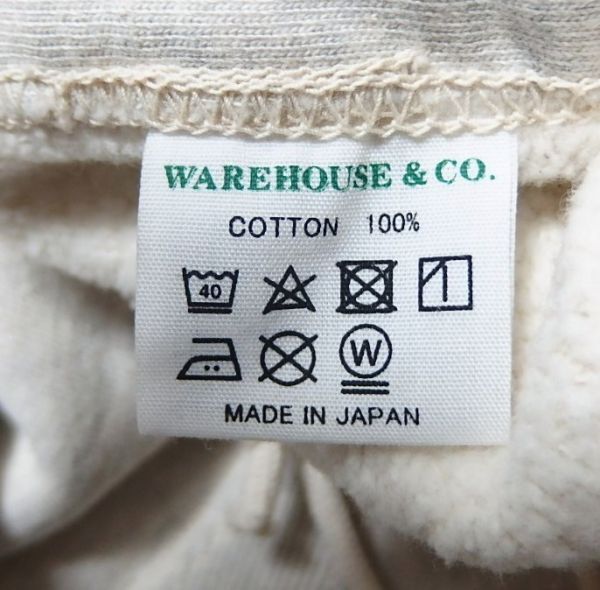 WAREHOUSE & CO.
COTTON 100%
40
W
MADE IN JAPAN